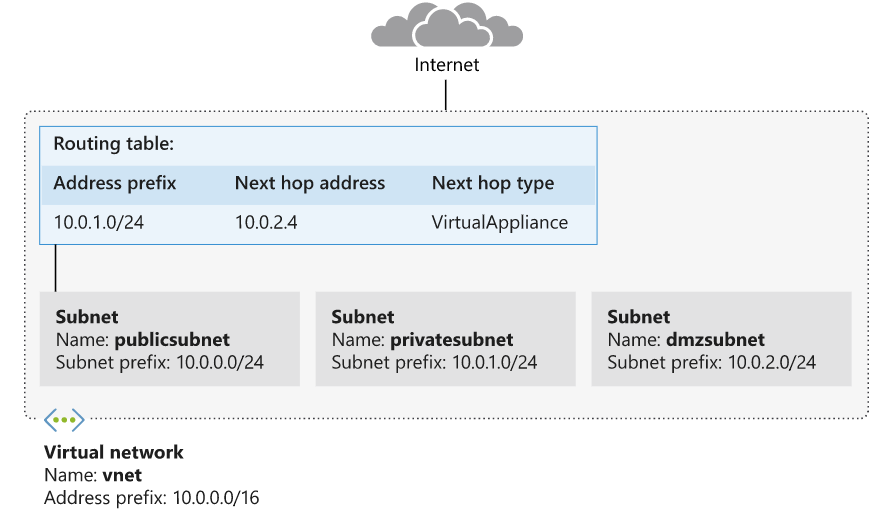 Internet
Routing table:
Address prefix Next hop address Next hop type
10.0.1.0/24 10.0.2.4 VirtualAppliance
Subnet
Name: publicsubnet
Subnet prefix: 10.0.0.0/24
Subnet
Name: privatesubnet
Subnet prefix: 10.0.1.0/24
Subnet
Name: dmzsubnet
Subnet prefix: 10.0.2.0/24
Virtual network
Name: vnet
Address prefix: 10.0.0.0/16